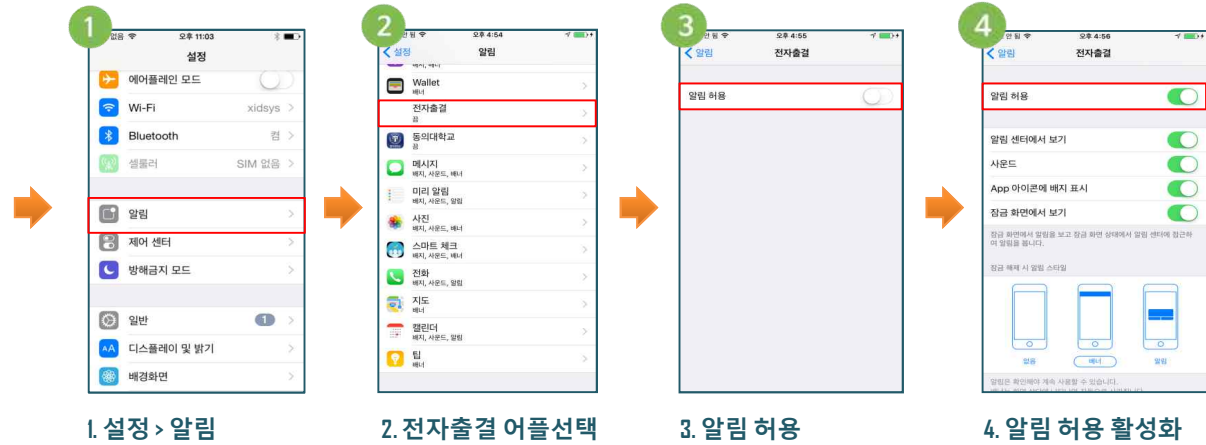 1
없음 오후 11:03
설정
에어플레인 모드
Wi-Fi xidsys
Bluetooth 켬
셀룰러 SIM 없음
알림
제어 센터
방해금지 모드
일반 1
AA 디스플레이 및 밝기
배경화면
1. 설정 > 알림
2
안 됨 오후 4:54
설정 알림
배지, 배너
Wallet
배너
전자출결
끔
동의대학교
끔
메시지
배지, 사운드, 배너
미리 알림
배지, 사운드, 알림
사진
배지, 사운드, 배너
스마트 체크
배지, 사운드, 배너
전화
배지, 사운드, 알림
지도
배너
캘린더
배지, 사운드, 알림
팁
배너
2. 전자출결 어플선택
3
안 됨 오후 4:55
알림 전자출결
알림 허용
3. 알림 허용
4
안 됨 오후 4:56
알림 전자출결
알림 허용
알림 센터에서 보기
사운드
App 아이콘에 배지 표시
잠금 화면에서 보기
잠금 화면에서 알림을 보고 잠금 화면 상태에서 알림 센터에 접근하
여 알림을 봅니다.
잠금 해제 시 알림 스타일
없음 배너 알림
알림은 확인해야 계속 사용할 수 있습니다.
4. 알림 허용 활성화